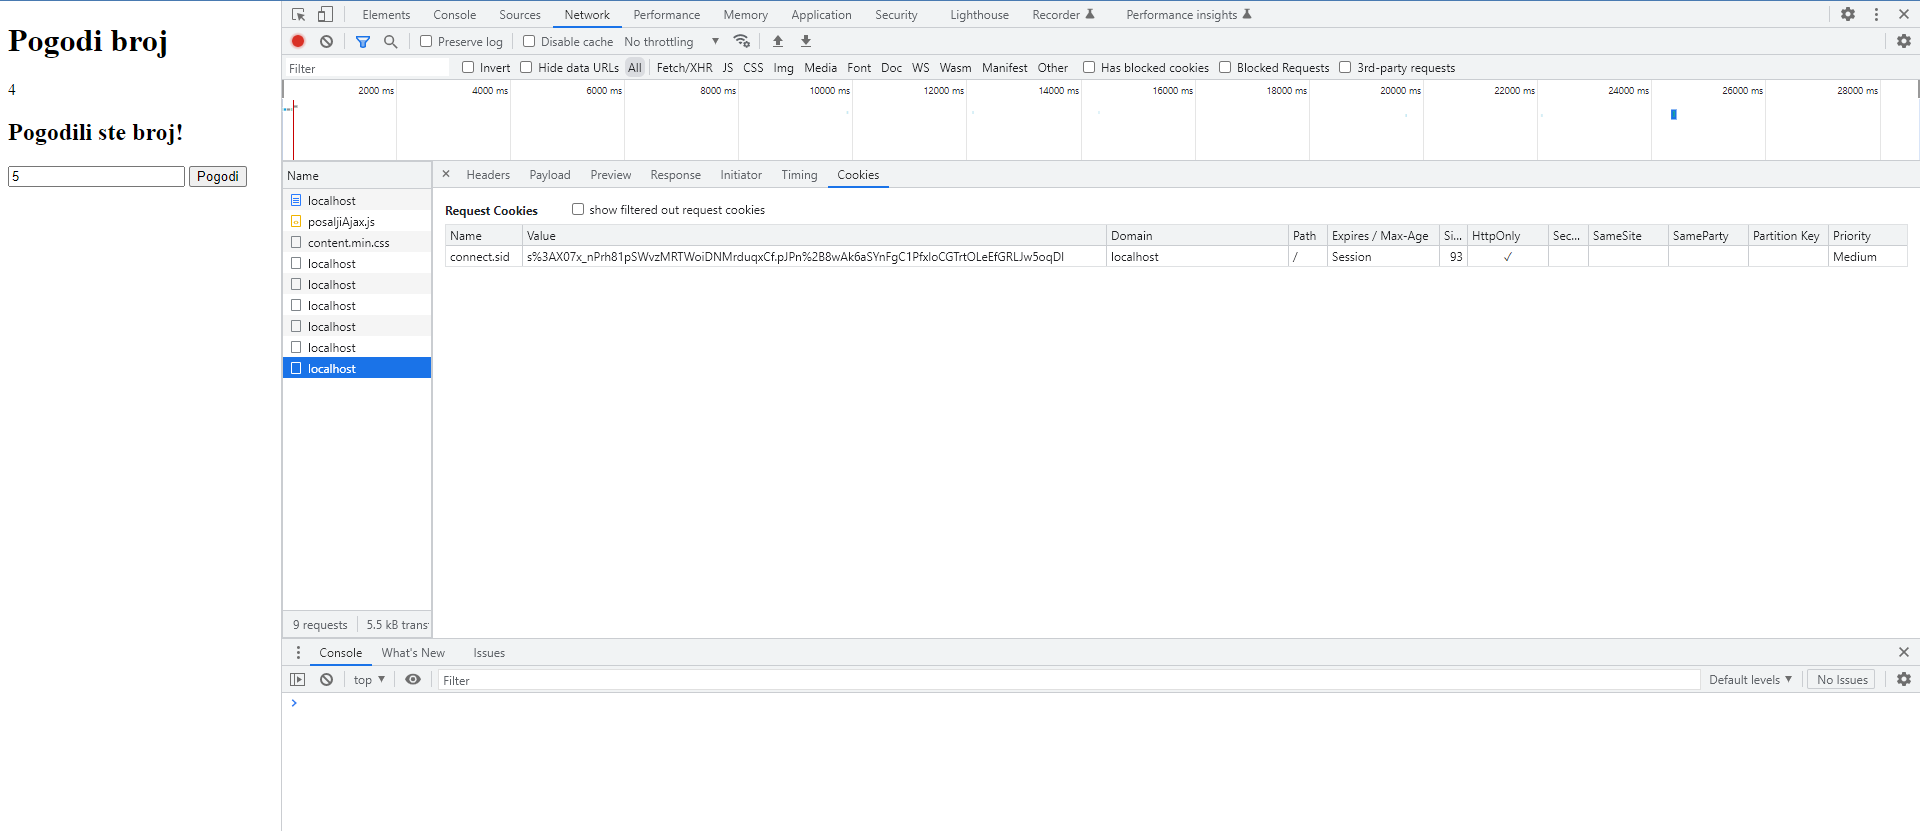 Pogodi broj
4
Pogodili ste broj!
5 Pogodi
Elements Console Sources Network Performance Memory Application Security Lighthouse Recorder Performance insights
Preserve log Disable cache No throttling
Filter Invert Hide data URLs All Fetch/XHR JS CSS Img Media Font Doc WS Wasm Manifest Other Has blocked cookies Blocked Requests 3rd-party requests
2000 ms 4000 ms 6000 ms 8000 ms 10000 ms 12000 ms 14000 ms 16000 ms 18000 ms 20000 ms 22000 ms 24000 ms 26000 ms 28000 ms
Name
localhost
posaljiAjax.js
content.min.css
localhost
localhost
localhost
localhost
localhost
localhost
9 requests 5.5 kB trans
Headers Payload Preview Response Initiator Timing Cookies
Request Cookies show filtered out request cookies
Name Value Domain Path Expires / Max-Age Si... HttpOnly Sec... SameSite SameParty Partition Key Priority
connect.sid s%3AX07x_nPrh81pSWvzMRTWoiDNMrduqxCf.pJPn%2B8wAk6aSYnFgC1PfxIoCGTrtOLeEfGRLJw5oqDI localhost / Session 93 ✓ Medium
Console What's New Issues
top Filter Default levels No Issues